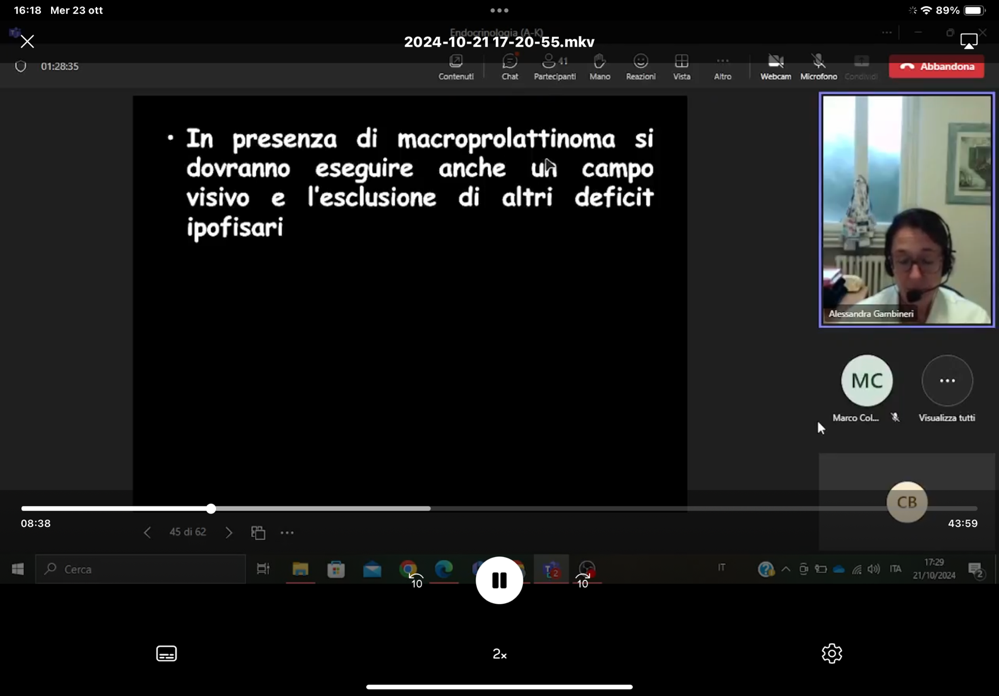 16:18 Mer 23 ott
89%
Endocrinologia (A-K)
2024-10-21 17-20-55.mkv
01:28:35
41
Contenuti Chat Partecipanti Mano Reazioni Vista Altro Webcam Microfono Condividi Abbandona
• In presenza di macroprolattinoma si
dovranno eseguire anche un campo
visivo e l'esclusione di altri deficit
ipofisari
Alessandra Gambineri
MC
Marco Col...
Visualizza tutti
CB
08:38
43:59
45 di 62
Cerca
2
IT
ITA
17:29
21/10/2024
2
10
10
2×